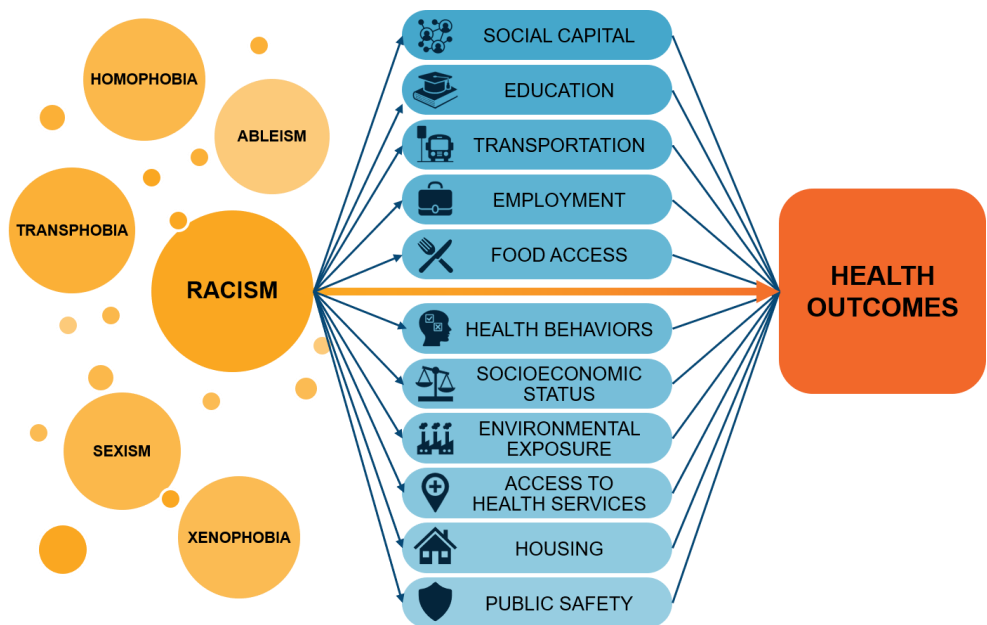 HOMOPHOBIA
ABLEISM
TRANSPHOBIA
RACISM
SEXISM
XENOPHOBIA
SOCIAL CAPITAL
EDUCATION
TRANSPORTATION
EMPLOYMENT
FOOD ACCESS
HEALTH BEHAVIORS
SOCIOECONOMIC
STATUS
ENVIRONMENTAL
EXPOSURE
ACCESS TO
HEALTH SERVICES
HOUSING
PUBLIC SAFETY
HEALTH
OUTCOMES